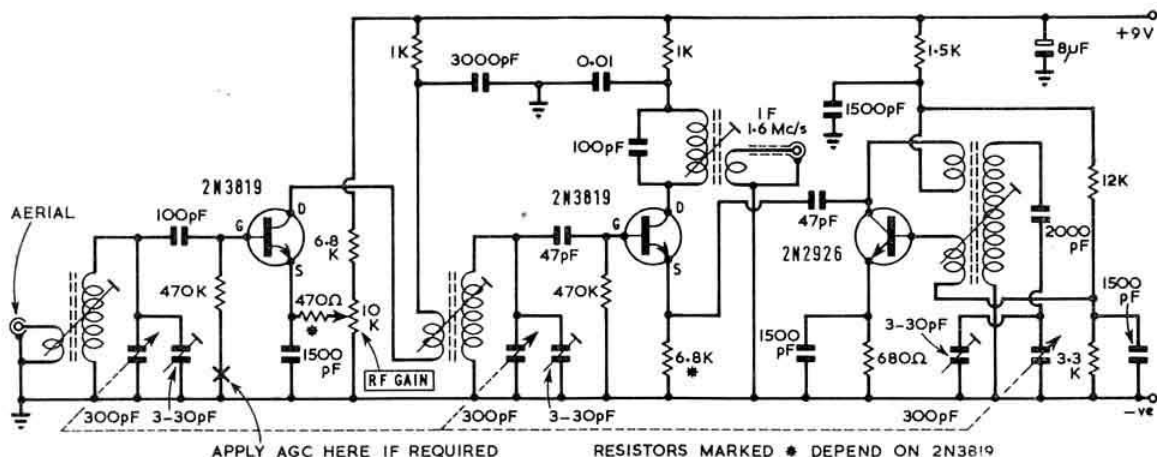 +9V
1K
3000pF
0.01
1K
1.5K
8µF
1500pF
1F
1.6 Mc/s
100pF
2N3819
2N3819
AERIAL
100pF
G
D
S
6.8
K
47pF
G
D
S
47pF
2N2926
12K
2000
pF
470K
470Ω
*
10
K
470K
1500
pF
3-30pF
1500
pF
1500
pF
RF GAIN
6.8K
*
680Ω
3.3
K
300pF
3-30pF
300pF
3-30pF
300pF
-ve
APPLY AGC HERE IF REQUIRED
RESISTORS MARKED * DEPEND ON 2N3819